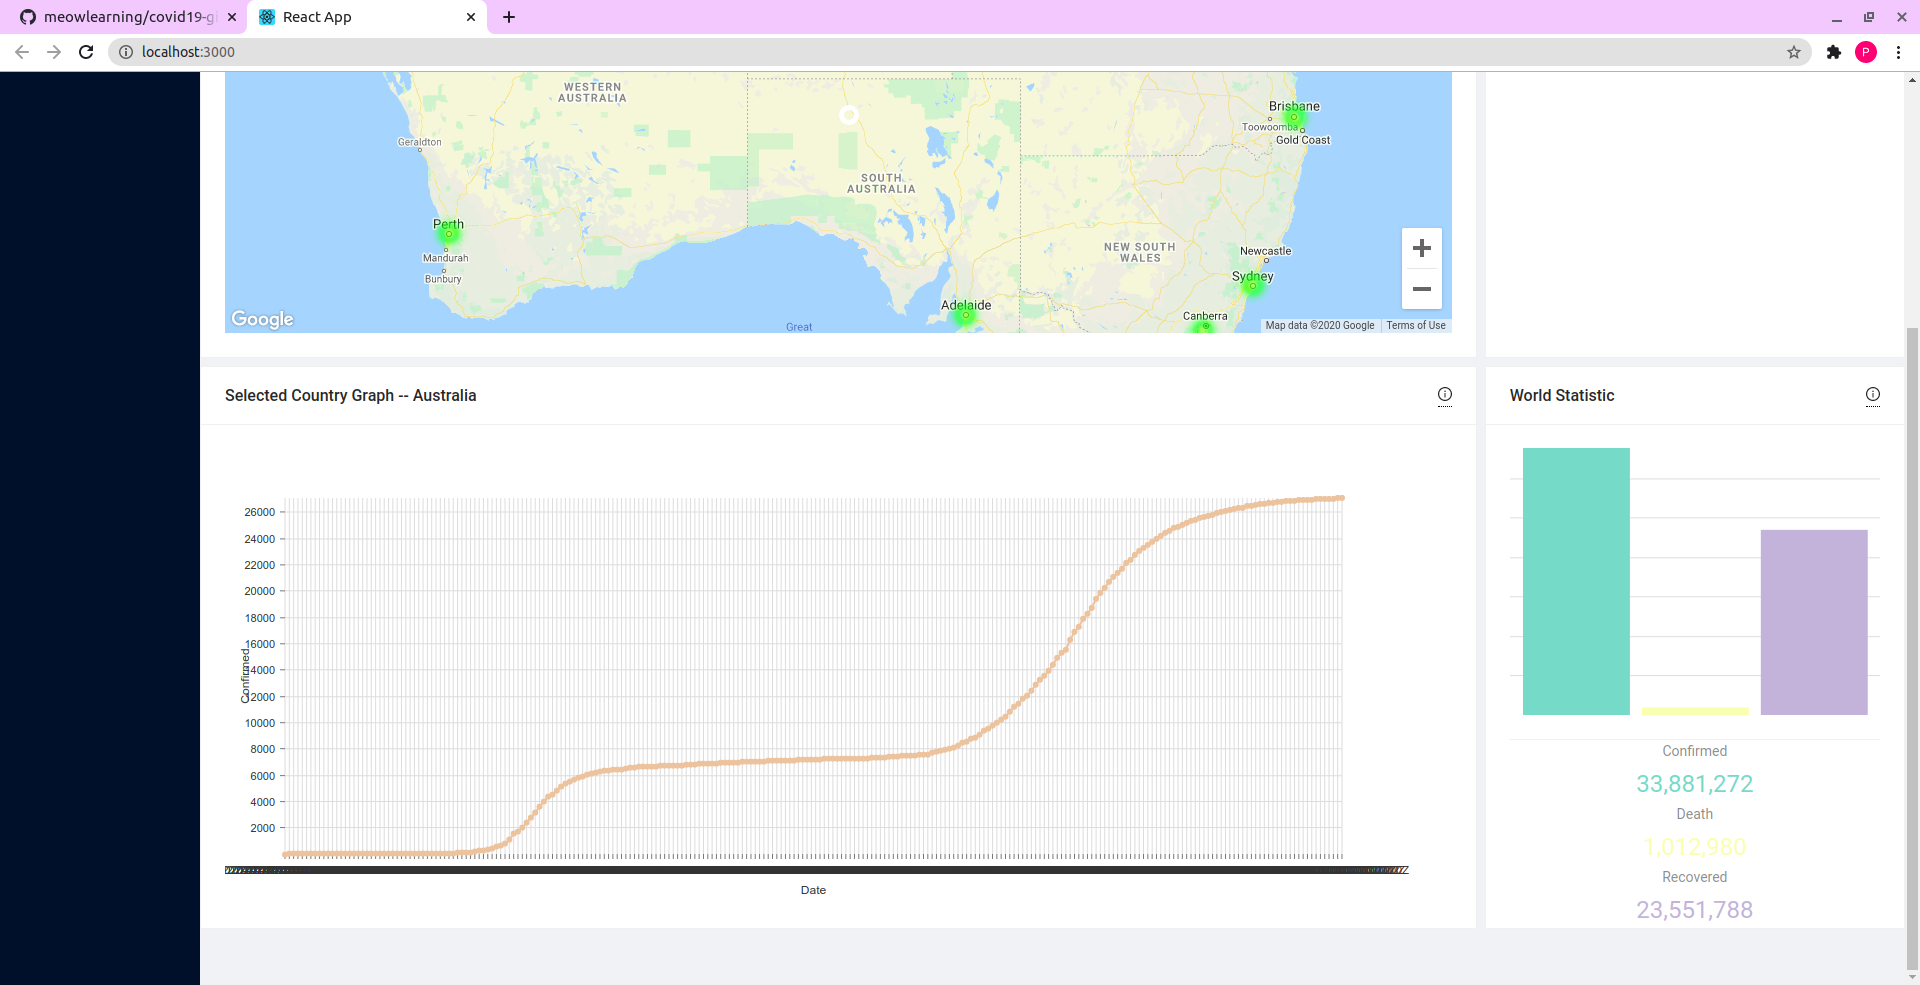 meowlearning/covid19-gi
React App
localhost:3000
P
WESTERN
AUSTRALIA
Brisbane
Toowoomba
Gold Coast
Geraldton
SOUTH
AUSTRALIA
Perth
Mandurah
Bunbury
NEW SOUTH
WALES
Newcastle
Sydney
Adelaide
Canberra
Great
Google
Map data ©2020 Google
Terms of Use
Selected Country Graph -- Australia
World Statistic
26000
24000
22000
20000
18000
16000
14000
12000
10000
8000
6000
4000
2000
Confirmed
Date
Confirmed
33,881,272
Death
1,012,980
Recovered
23,551,788